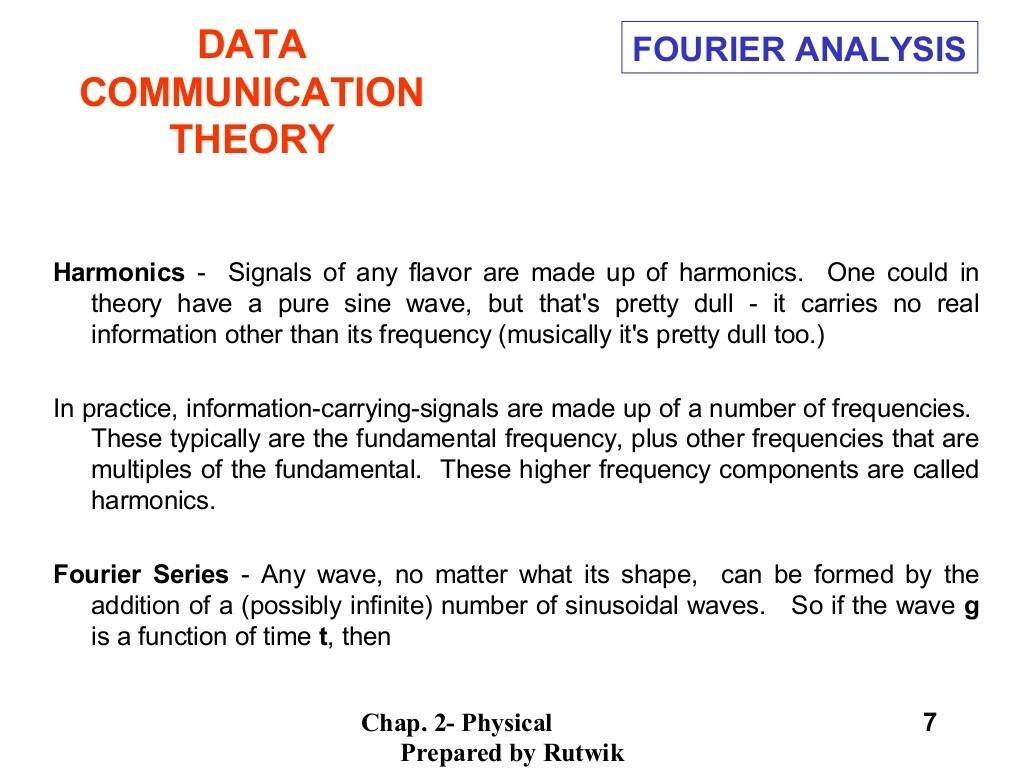 DATA
COMMUNICATION
THEORY
FOURIER ANALYSIS
Harmonics - Signals of any flavor are made up of harmonics. One could in
theory have a pure sine wave, but that's pretty dull - it carries no real
information other than its frequency (musically it's pretty dull too.)
In practice, information-carrying-signals are made up of a number of frequencies.
These typically are the fundamental frequency, plus other frequencies that are
multiples of the fundamental. These higher frequency components are called
harmonics.
Fourier Series - Any wave, no matter what its shape, can be formed by the
addition of a (possibly infinite) number of sinusoidal waves. So if the wave g
is a function of time t, then
Chap. 2- Physical
Prepared by Rutwik
7